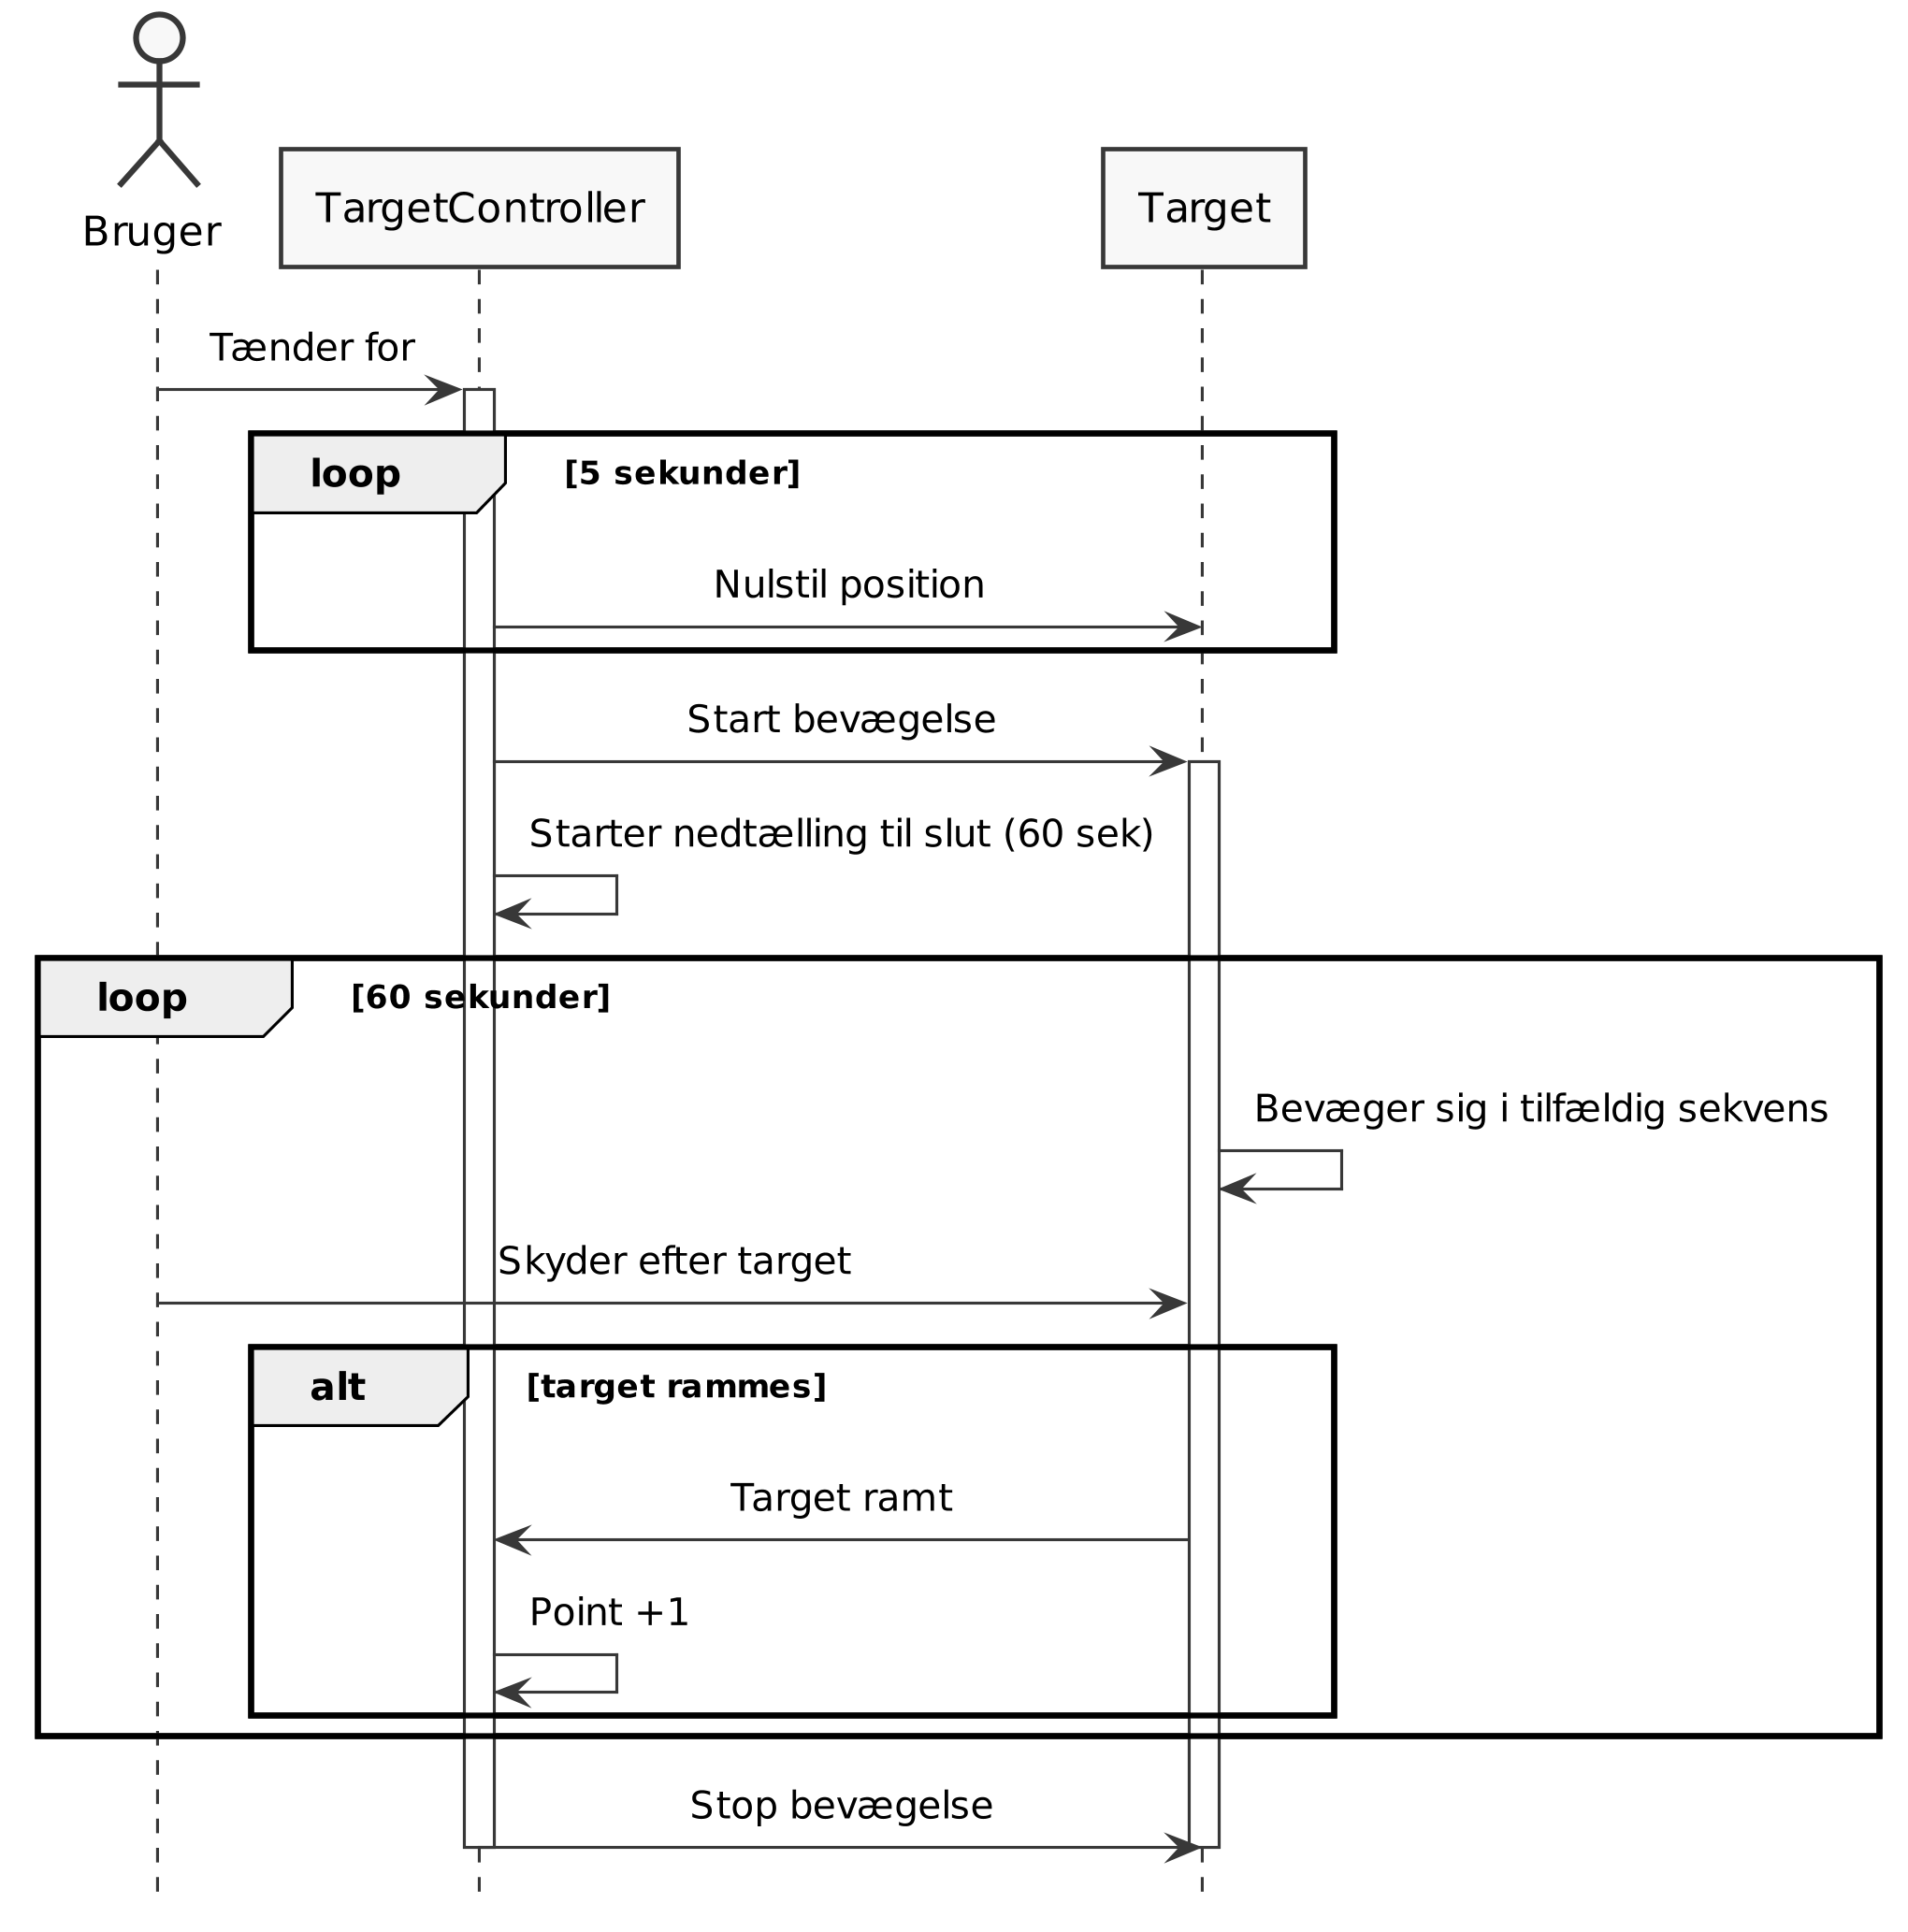 Bruger
TargetController
Target
Tænder for
loop [5 sekunder]
Nulstil position
Start bevægelse
Starter nedtælling til slut (60 sek)
loop [60 sekunder]
Bevæger sig i tilfældig sekvens
Skyder efter target
alt [target rammes]
Target ramt
Point +1
Stop bevægelse